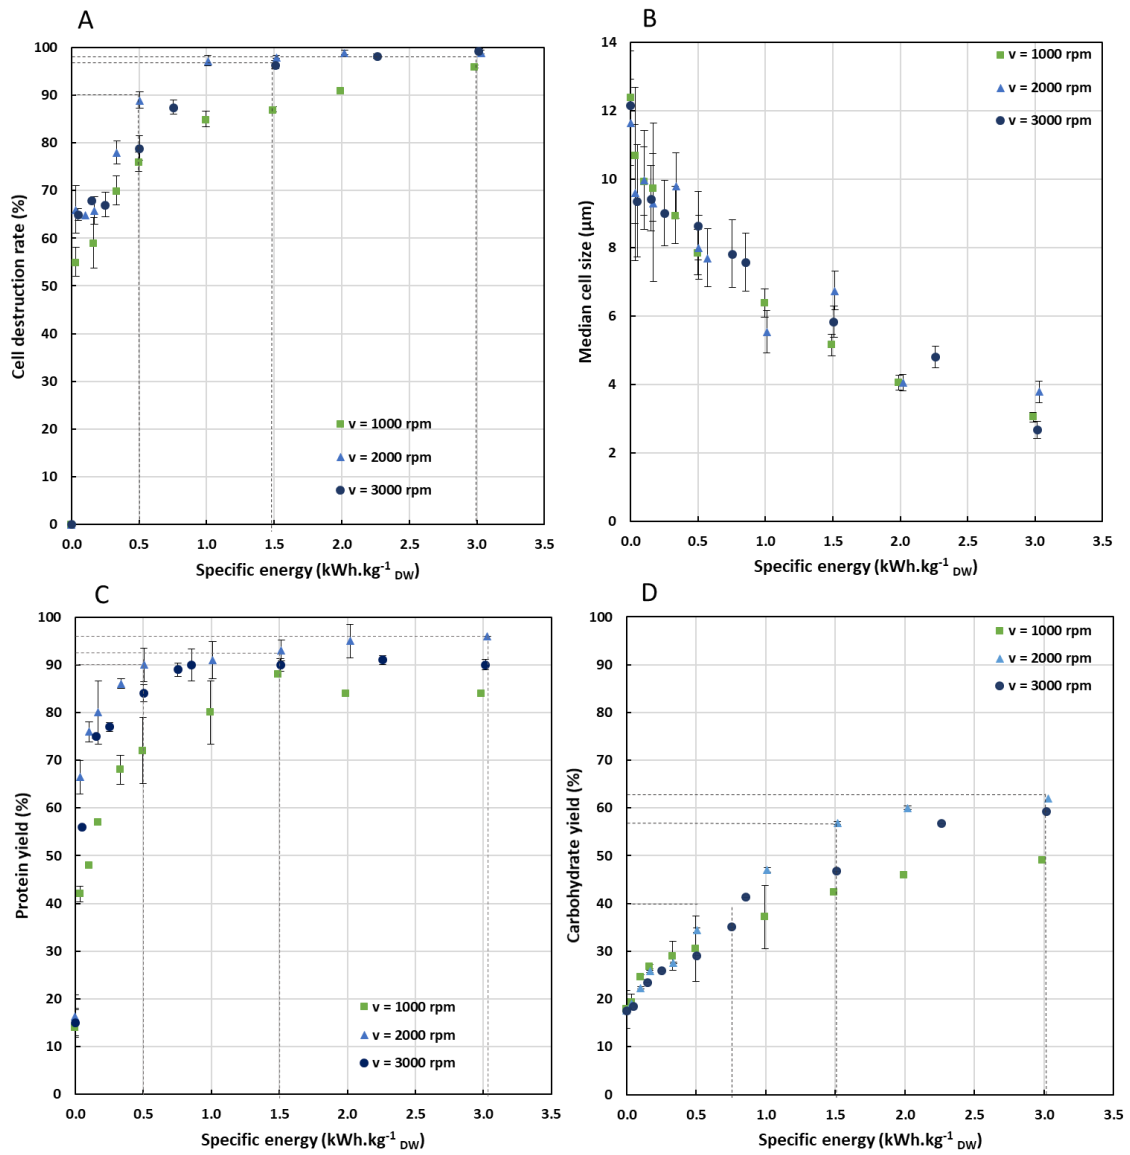 A
Cell destruction rate (%)
100
90
80
70
60
50
40
30
20
10
0
v = 1000 rpm
v = 2000 rpm
v = 3000 rpm
0.0 0.5 1.0 1.5 2.0 2.5 3.0 3.5
Specific energy (kWh.kg⁻¹ DW)
B
Median cell size (µm)
14
12
10
8
6
4
2
0
v = 1000 rpm
v = 2000 rpm
v = 3000 rpm
0.0 0.5 1.0 1.5 2.0 2.5 3.0 3.5
Specific energy (kWh.kg⁻¹ DW)
C
Protein yield (%)
100
90
80
70
60
50
40
30
20
10
0
v = 1000 rpm
v = 2000 rpm
v = 3000 rpm
0.0 0.5 1.0 1.5 2.0 2.5 3.0 3.5
Specific energy (kWh.kg⁻¹ DW)
D
Carbohydrate yield (%)
100
90
80
70
60
50
40
30
20
10
0
v = 1000 rpm
v = 2000 rpm
v = 3000 rpm
0.0 0.5 1.0 1.5 2.0 2.5 3.0 3.5
Specific energy (kWh.kg⁻¹ DW)